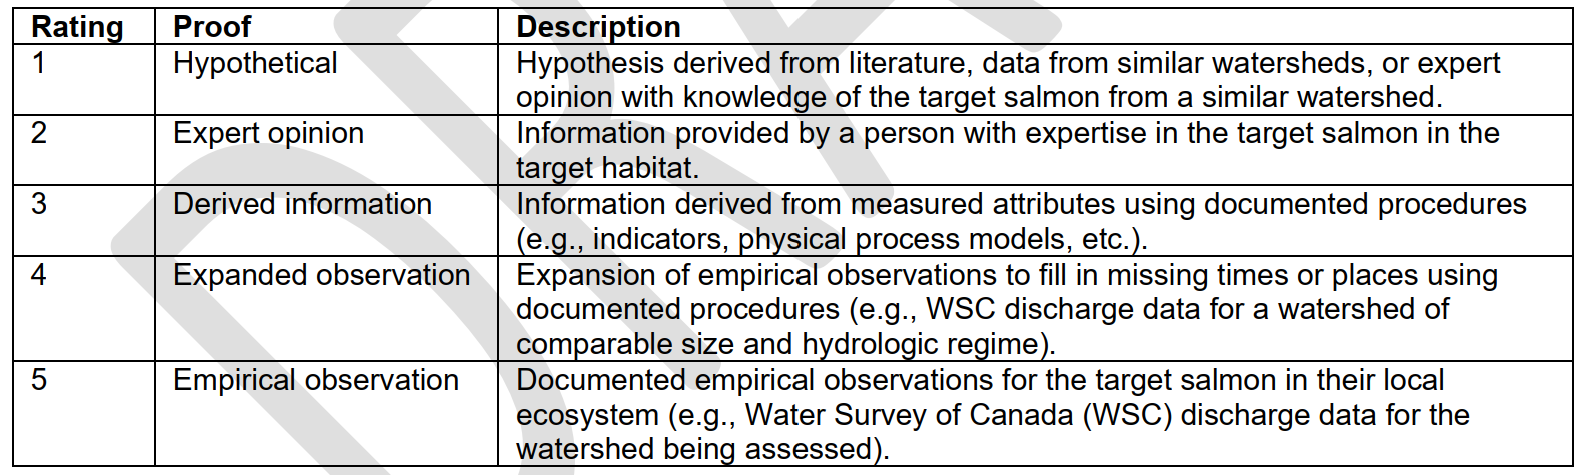 Rating Proof Description
1 Hypothetical Hypothesis derived from literature, data from similar watersheds, or expert
opinion with knowledge of the target salmon from a similar watershed.
2 Expert opinion Information provided by a person with expertise in the target salmon in the
target habitat.
3 Derived information Information derived from measured attributes using documented procedures
(e.g., indicators, physical process models, etc.).
4 Expanded observation Expansion of empirical observations to fill in missing times or places using
documented procedures (e.g., WSC discharge data for a watershed of
comparable size and hydrologic regime).
5 Empirical observation Documented empirical observations for the target salmon in their local
ecosystem (e.g., Water Survey of Canada (WSC) discharge data for the
watershed being assessed).